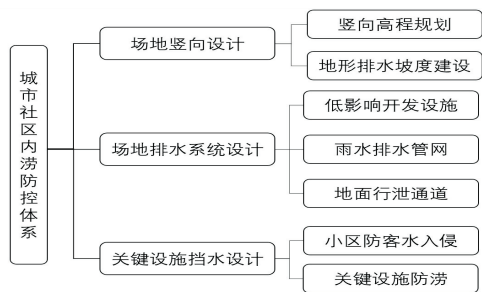 城市社区内涝防控体系
场地竖向设计
竖向高程规划
地形排水坡度建设
场地排水系统设计
低影响开发设施
雨水排水管网
地面行泄通道
关键设施挡水设计
小区防客水入侵
关键设施防涝